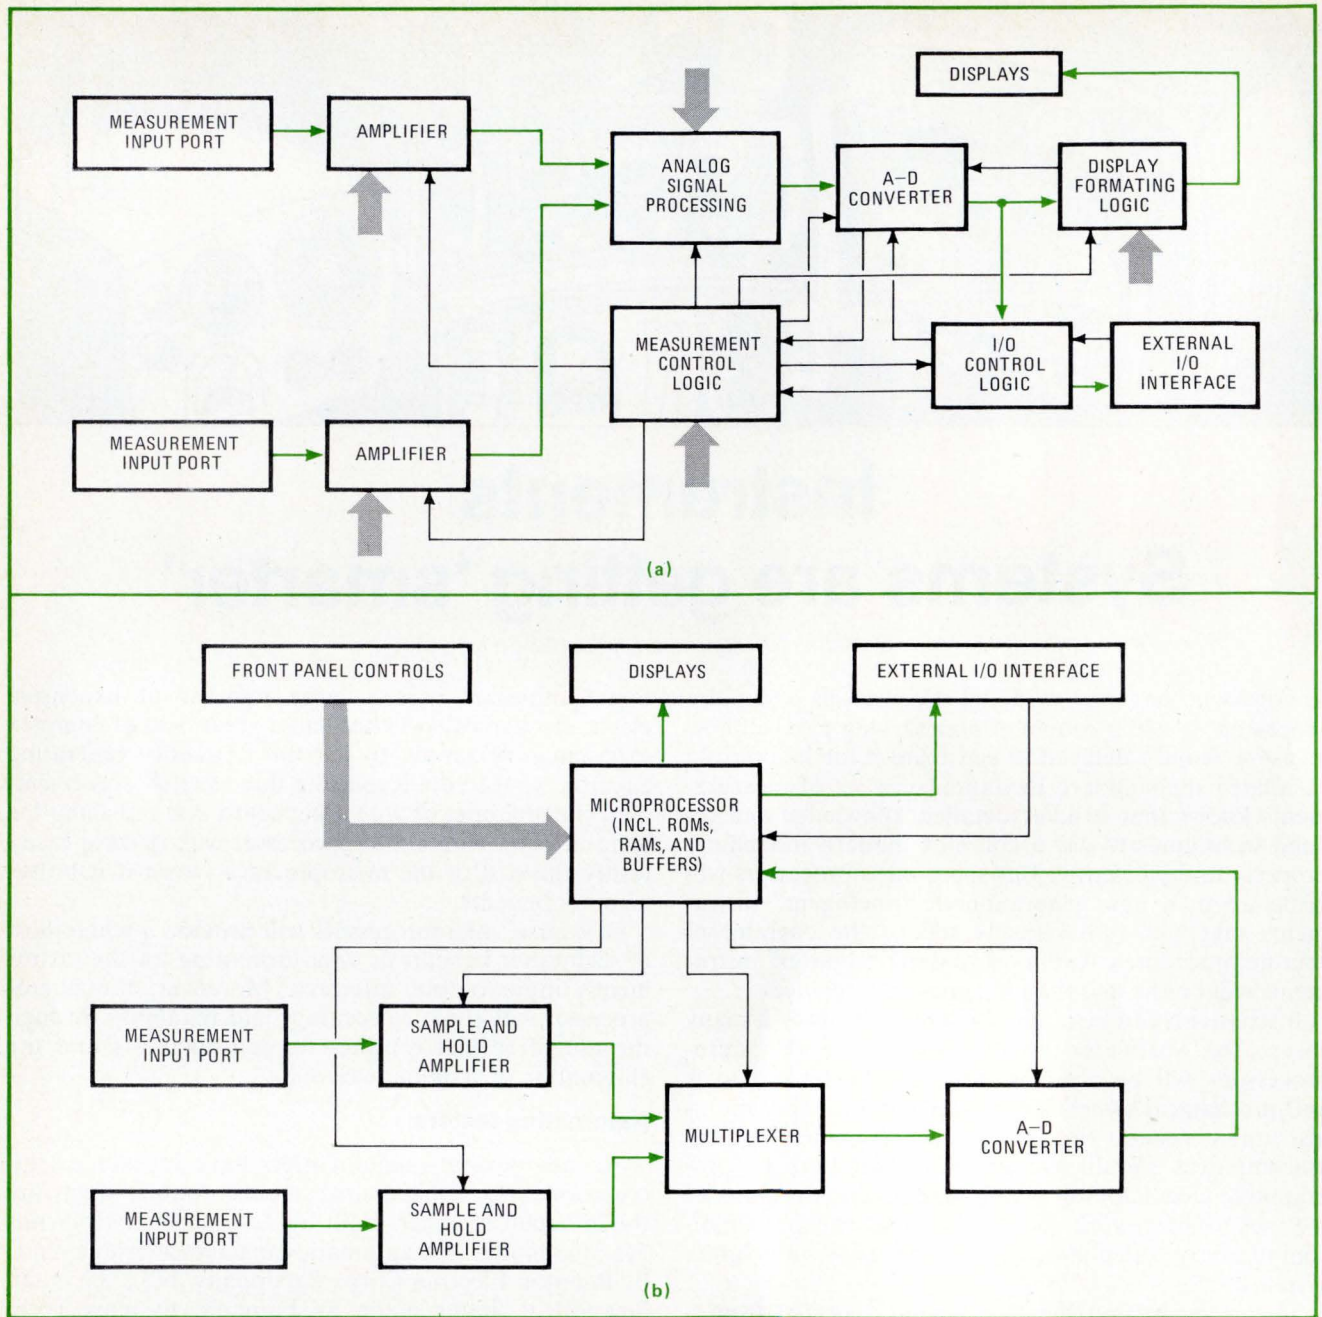 DISPLAYS
MEASUREMENT
INPUT PORT
AMPLIFIER
ANALOG
SIGNAL
PROCESSING
A–D
CONVERTER
DISPLAY
FORMATING
LOGIC
MEASUREMENT
CONTROL
LOGIC
I/O
CONTROL
LOGIC
EXTERNAL
I/O
INTERFACE
MEASUREMENT
INPUT PORT
AMPLIFIER
(a)
FRONT PANEL CONTROLS
DISPLAYS
EXTERNAL I/O INTERFACE
MICROPROCESSOR
(INCL. ROMs,
RAMs, AND
BUFFERS)
MEASUREMENT
INPUT PORT
SAMPLE AND
HOLD
AMPLIFIER
MULTIPLEXER
A–D
CONVERTER
MEASUREMENT
INPUT PORT
SAMPLE AND
HOLD
AMPLIFIER
(b)